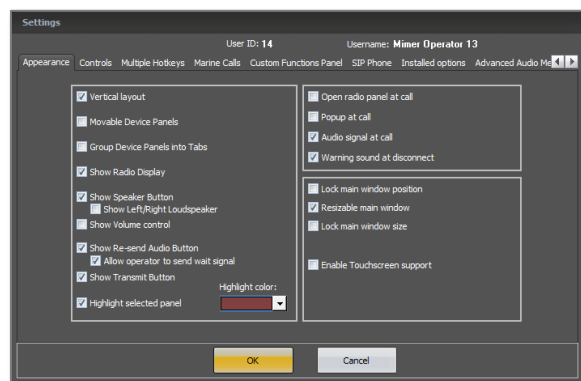 Settings
User ID: 14 Username: Mimer Operator 13
Appearance Controls Multiple Hotkeys Marine Calls Custom Functions Panel SIP Phone Installed options Advanced Audio Me
Vertical layout
Movable Device Panels
Group Device Panels into Tabs
Show Radio Display
Show Speaker Button
Show Left/Right Loudspeaker
Show Volume control
Show Re-send Audio Button
Allow operator to send wait signal
Show Transmit Button
Highlight color:
Highlight selected panel
Open radio panel at call
Popup at call
Audio signal at call
Warning sound at disconnect
Lock main window position
Resizable main window
Lock main window size
Enable Touchscreen support
OK Cancel